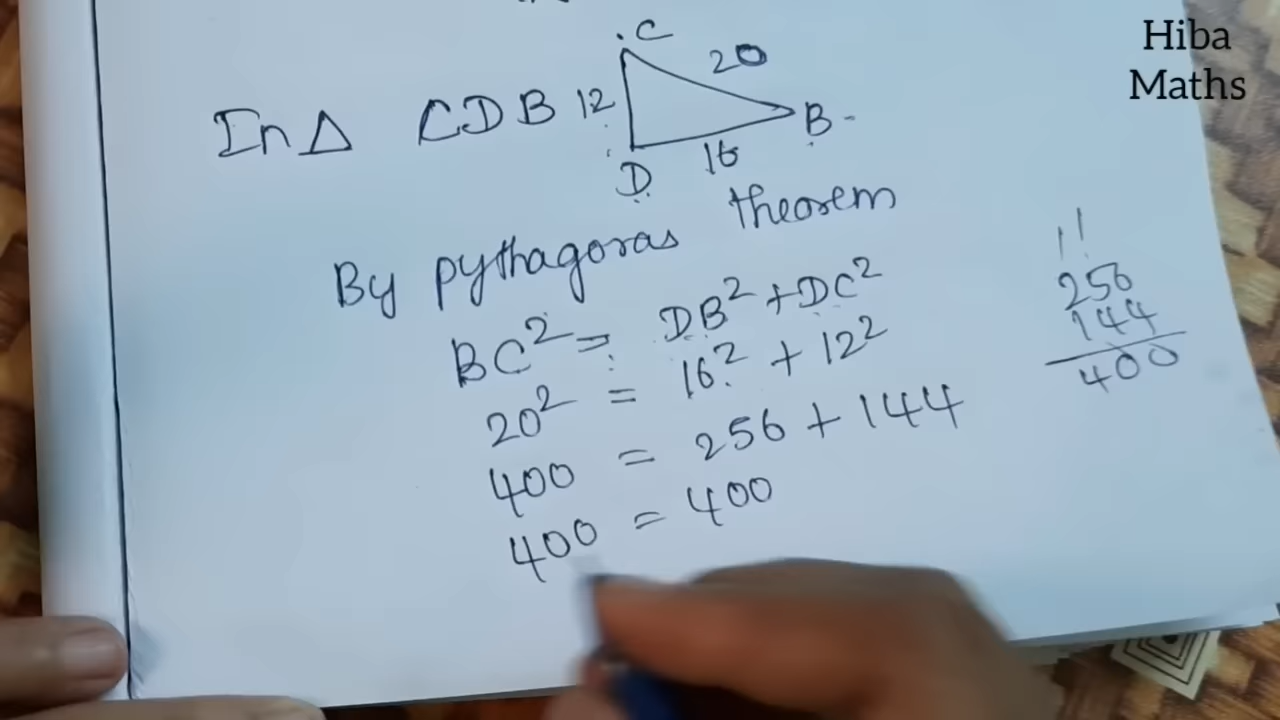 Hiba
Maths
C
20
In Δ CDB 12
B
16
D
By pythagoras theorem
BC² = DB² + DC²
20² = 16² + 12²
400 = 256 + 144
400 = 400
11
256
144
400